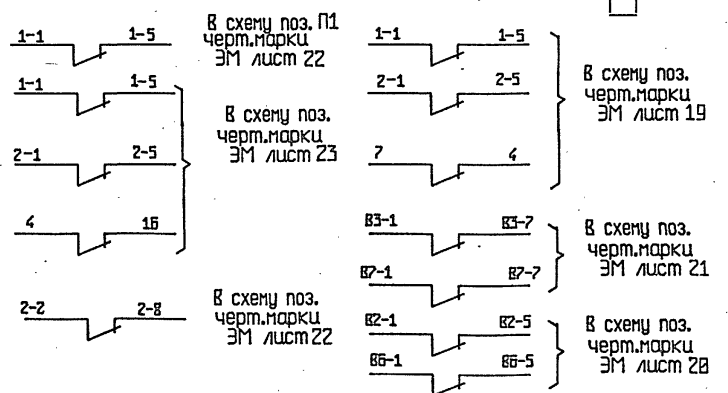 1-1 1-5
В схему поз. П1
черт.марки
ЭМ лист 22
1-1 1-5
2-1 2-5
4 16
В схему поз.
черт.марки
ЭМ лист 23
2-2 2-8
В схему поз.
черт.марки
ЭМ лист 22
1-1 1-5
2-1 2-5
7 4
В схему поз.
черт.марки
ЭМ лист 19
В3-1 В3-7
В7-1 В7-7
В схему поз.
черт.марки
ЭМ лист 21
В2-1 В2-5
В6-1 В6-5
В схему поз.
черт.марки
ЭМ лист 20